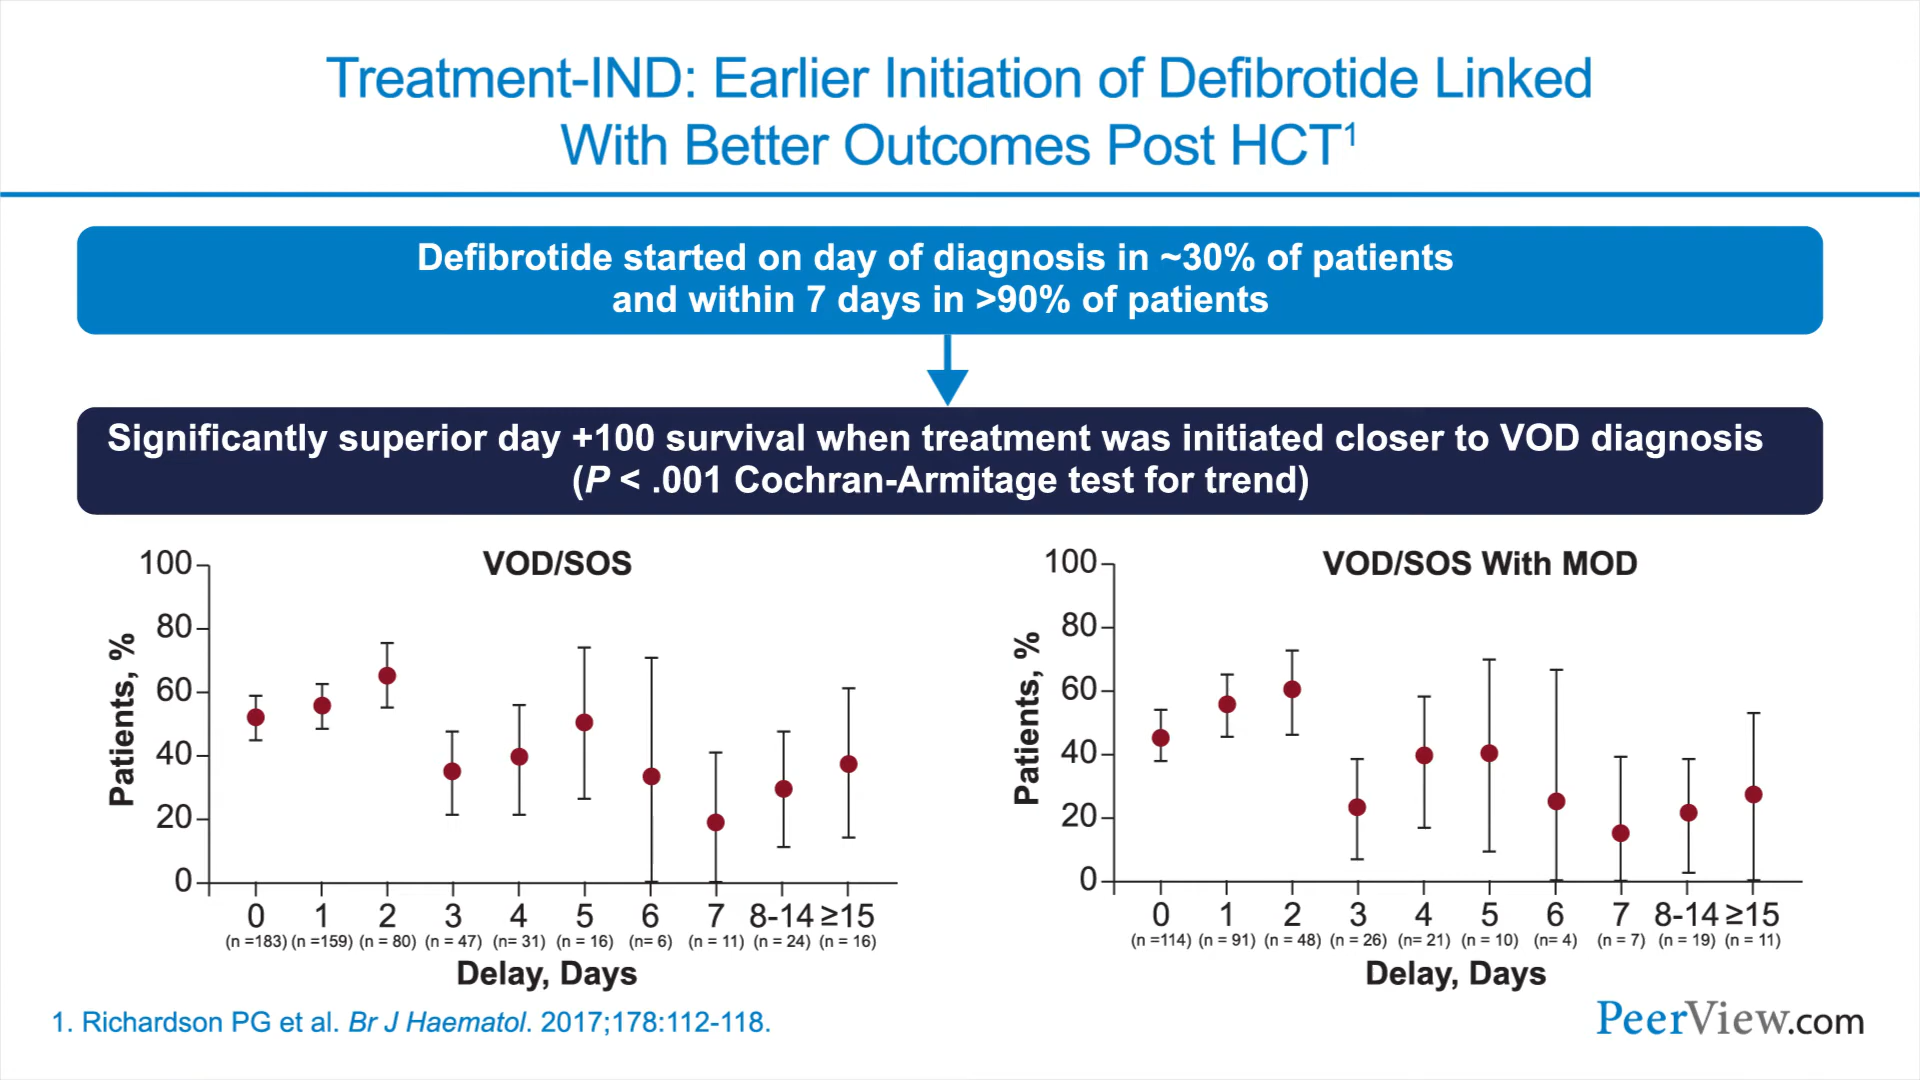 Treatment-IND: Earlier Initiation of Defibrotide Linked
With Better Outcomes Post HCT¹
Defibrotide started on day of diagnosis in ~30% of patients
and within 7 days in >90% of patients
Significantly superior day +100 survival when treatment was initiated closer to VOD diagnosis
(P < .001 Cochran-Armitage test for trend)
VOD/SOS
Patients, %
100
80
60
40
20
0
0 1 2 3 4 5 6 7 8-14 ≥15
(n =183) (n =159) (n = 80) (n = 47) (n= 31) (n = 16) (n= 6) (n = 11) (n = 24) (n = 16)
Delay, Days
VOD/SOS With MOD
Patients, %
100
80
60
40
20
0
0 1 2 3 4 5 6 7 8-14 ≥15
(n =114) (n = 91) (n = 48) (n = 26) (n= 21) (n = 10) (n= 4) (n = 7) (n = 19) (n = 11)
Delay, Days
1. Richardson PG et al. Br J Haematol. 2017;178:112-118.
PeerView.com